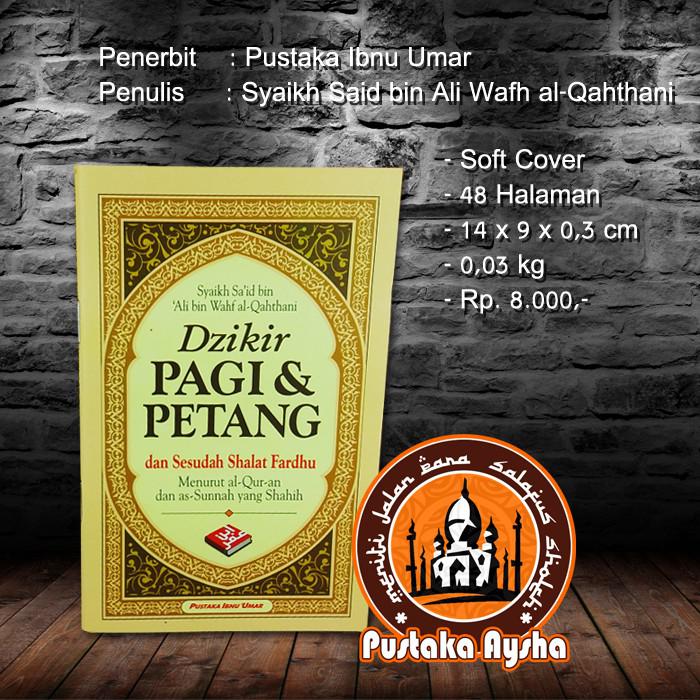 Penerbit : Pustaka Ibnu Umar
Penulis : Syaikh Said bin Ali Wafh al-Qahthani
- Soft Cover
- 48 Halaman
- 14 x 9 x 0,3 cm
- 0,03 kg
- Rp. 8.000,-
Syaikh Sa'id bin
'Ali bin Wahf al-Qahthani
Dzikir
PAGI &
PETANG
dan Sesudah Shalat Fardhu
Menurut al-Qur-an
dan as-Sunnah yang Shahih
PUSTAKA IBNU 'UMAR
Meniti Jalan Para Salafus Sholeh
Pustaka Aysha